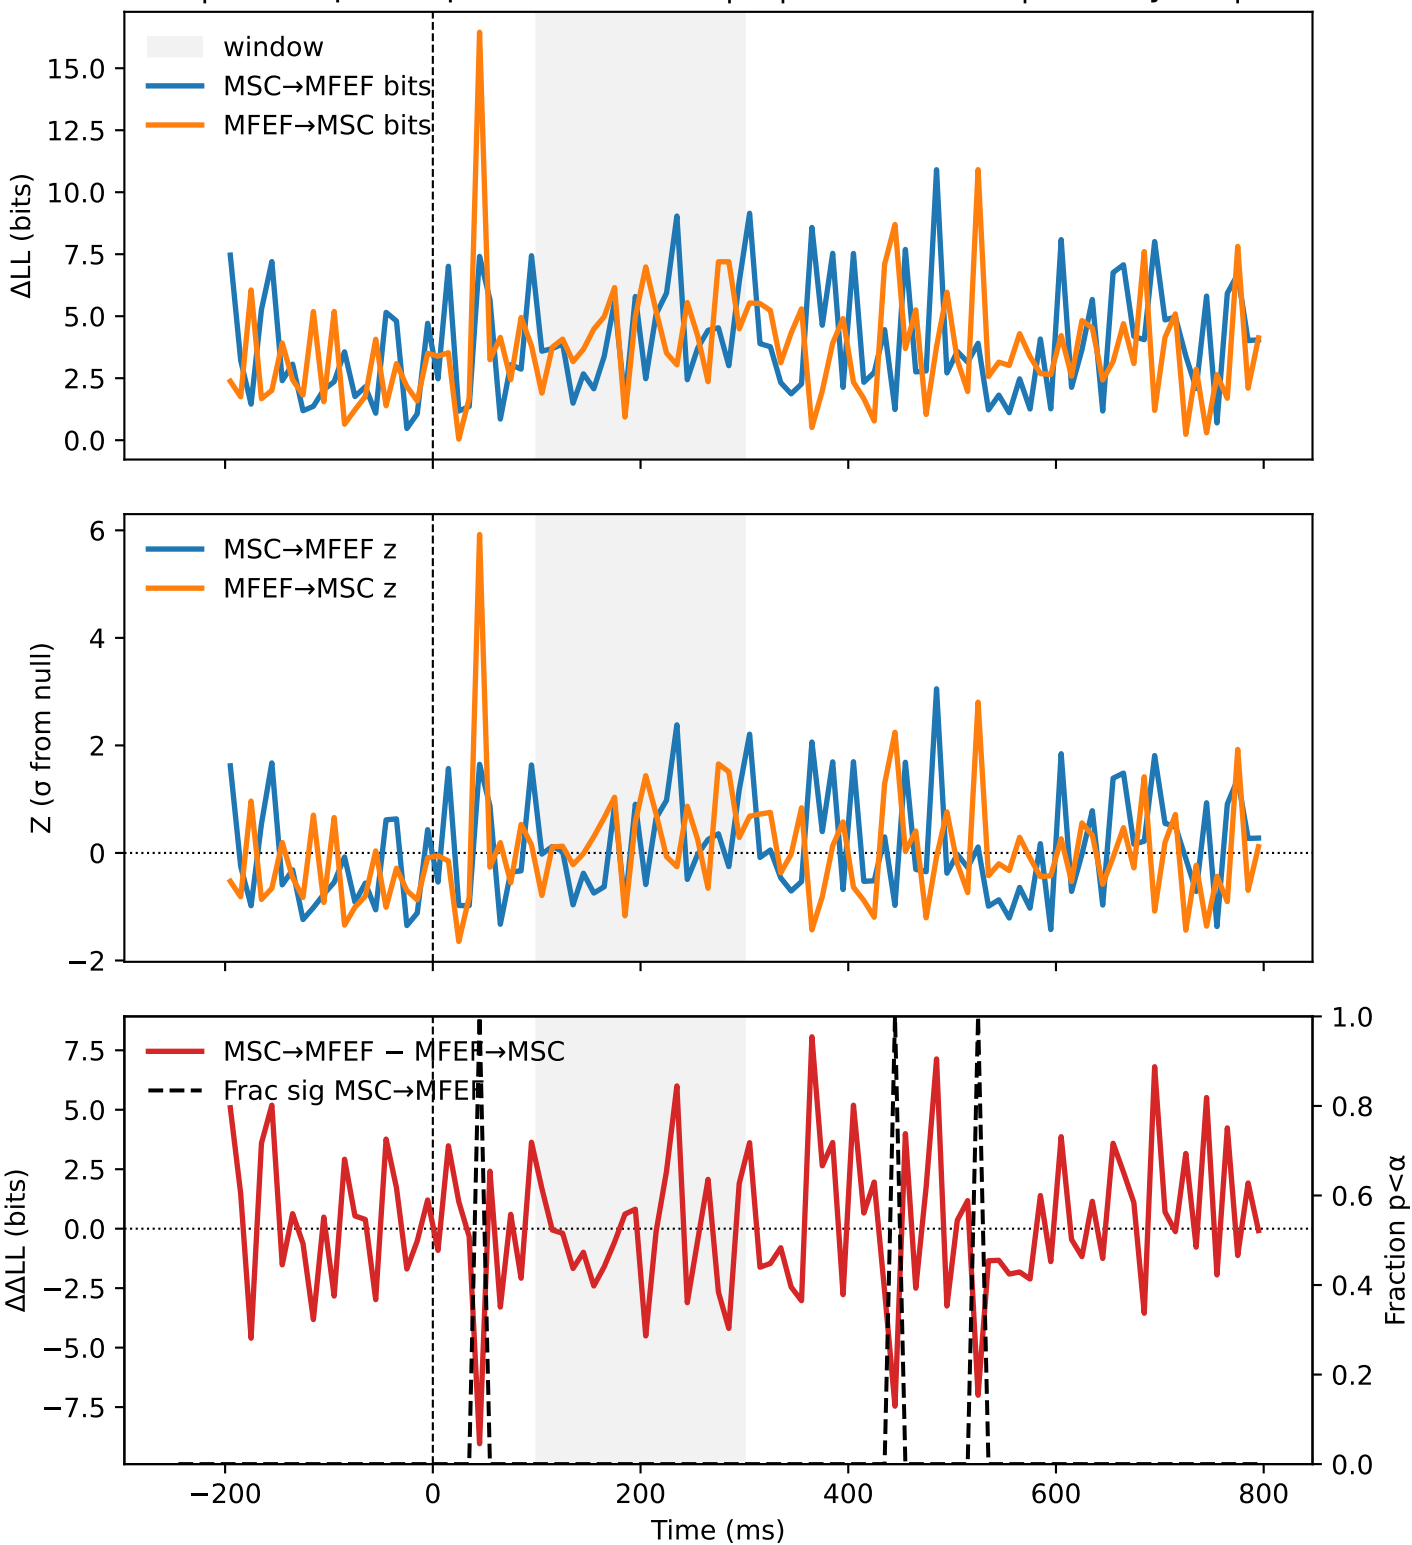 window
MSC→MFEF bits
MFEF→MSC bits
15.0
12.5
10.0
7.5
5.0
2.5
0.0
ΔLL (bits)
MSC→MFEF z
MFEF→MSC z
6
4
2
0
−2
Z (σ from null)
MSC→MFEF − MFEF→MSC
Frac sig MSC→MFEF
7.5
5.0
2.5
0.0
−2.5
−5.0
−7.5
ΔΔLL (bits)
1.0
0.8
0.6
0.4
0.2
0.0
Fraction p<α
−200 0 200 400 600 800
Time (ms)